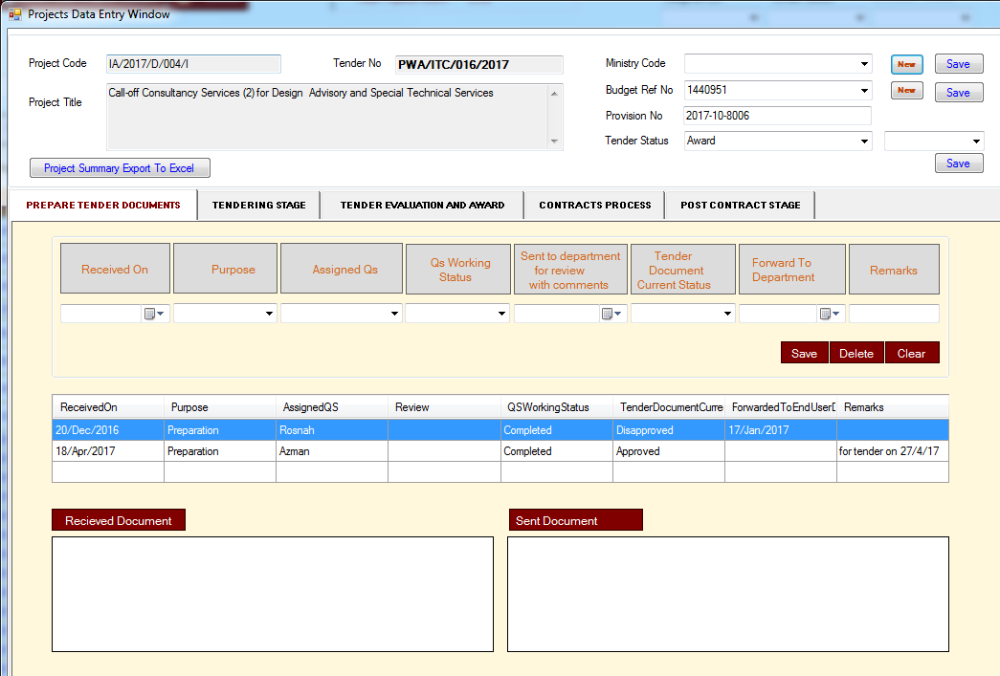 Projects Data Entry Window
Project Code IA/2017/D/004/I Tender No PWA/ITC/016/2017 Ministry Code New Save
Project Title Call-off Consultancy Services (2) for Design Advisory and Special Technical Services Budget Ref No 1440951 New Save
Provision No 2017-10-8006
Tender Status Award
Project Summary Export To Excel Save
PREPARE TENDER DOCUMENTS TENDERING STAGE TENDER EVALUATION AND AWARD CONTRACTS PROCESS POST CONTRACT STAGE
Received On
Purpose
Assigned Qs
Qs Working
Status
Sent to department
for review
with comments
Tender
Document
Current Status
Forward To
Department
Remarks
Save Delete Clear
ReceivedOn Purpose AssignedQS Review QSWorkingStatus TenderDocumentCurre ForwardedToEndUserD Remarks
20/Dec/2016 Preparation Rosnah Completed Disapproved 17/Jan/2017
18/Apr/2017 Preparation Azman Completed Approved for tender on 27/4/17
Recieved Document Sent Document